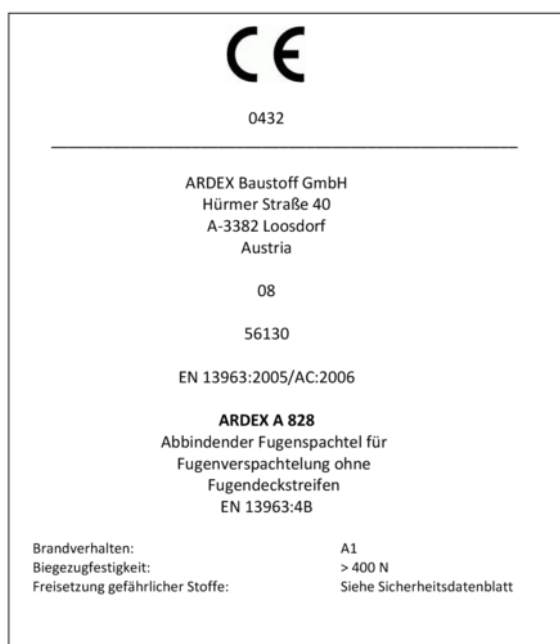 CE
0432
ARDEX Baustoff GmbH
Hürmer Straße 40
A-3382 Loosdorf
Austria
08
56130
EN 13963:2005/AC:2006
ARDEX A 828
Abbindender Fugenspachtel für
Fugenverspachtelung ohne
Fugendeckstreifen
EN 13963:4B
Brandverhalten: A1
Biegezugfestigkeit: > 400 N
Freisetzung gefährlicher Stoffe: Siehe Sicherheitsdatenblatt